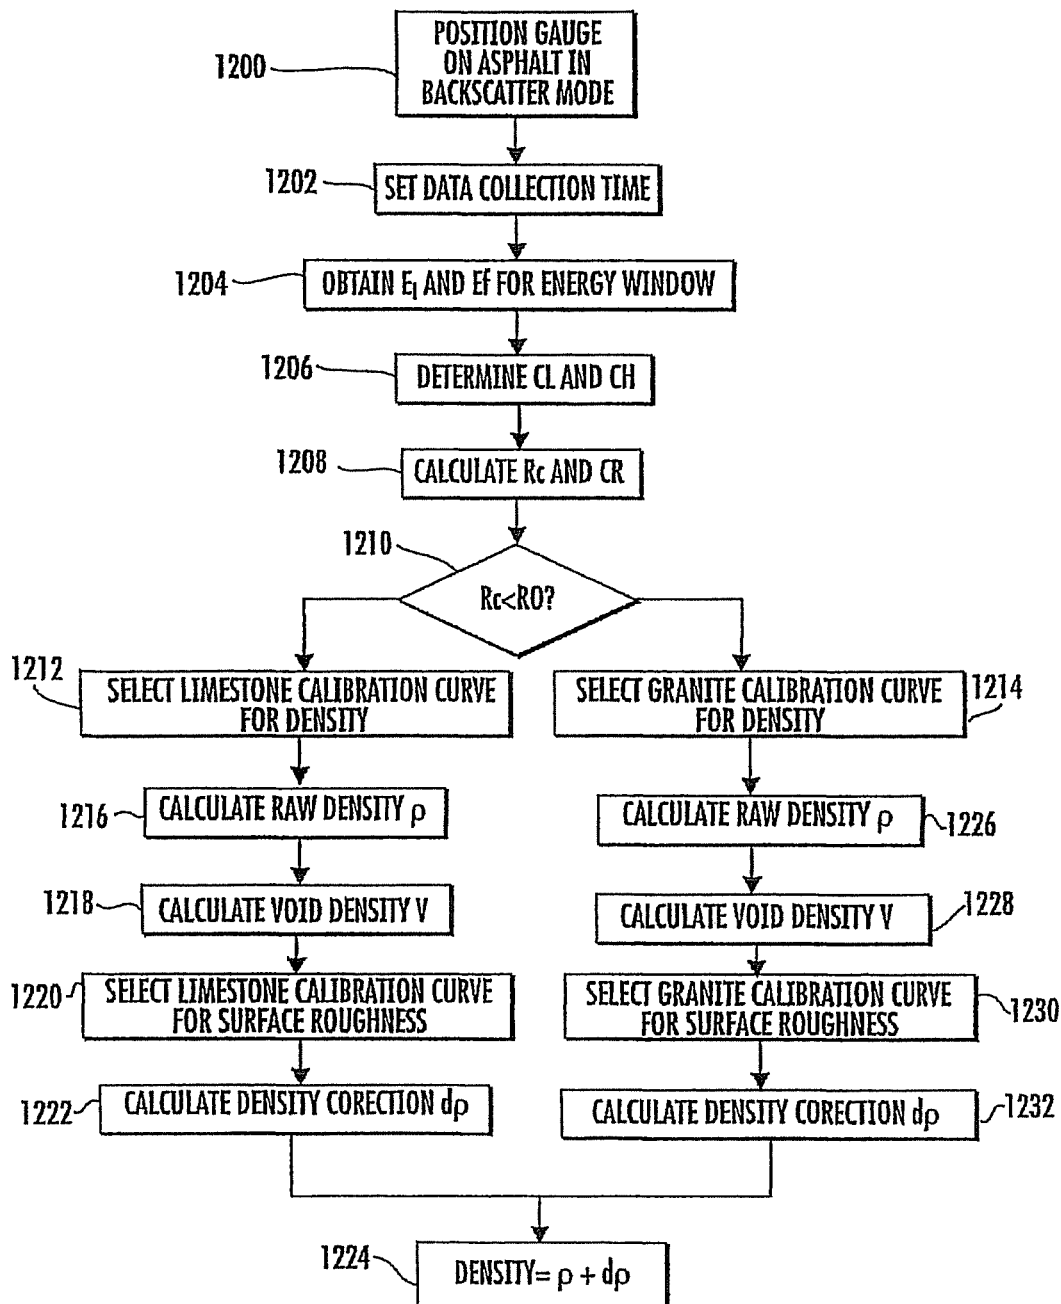 1200
POSITION GAUGE
ON ASPHALT IN
BACKSCATTER MODE
1202
SET DATA COLLECTION TIME
1204
OBTAIN El AND Ef FOR ENERGY WINDOW
1206
DETERMINE CL AND CH
1208
CALCULATE Rc AND CR
1210
Rc<RO?
1212
SELECT LIMESTONE CALIBRATION CURVE
FOR DENSITY
1216
CALCULATE RAW DENSITY ρ
1218
CALCULATE VOID DENSITY V
1220
SELECT LIMESTONE CALIBRATION CURVE
FOR SURFACE ROUGHNESS
1222
CALCULATE DENSITY CORECTION dρ
SELECT GRANITE CALIBRATION CURVE
FOR DENSITY
1214
CALCULATE RAW DENSITY ρ
1226
CALCULATE VOID DENSITY V
1228
SELECT GRANITE CALIBRATION CURVE
FOR SURFACE ROUGHNESS
1230
CALCULATE DENSITY CORECTION dρ
1232
1224
DENSITY= ρ + dρ